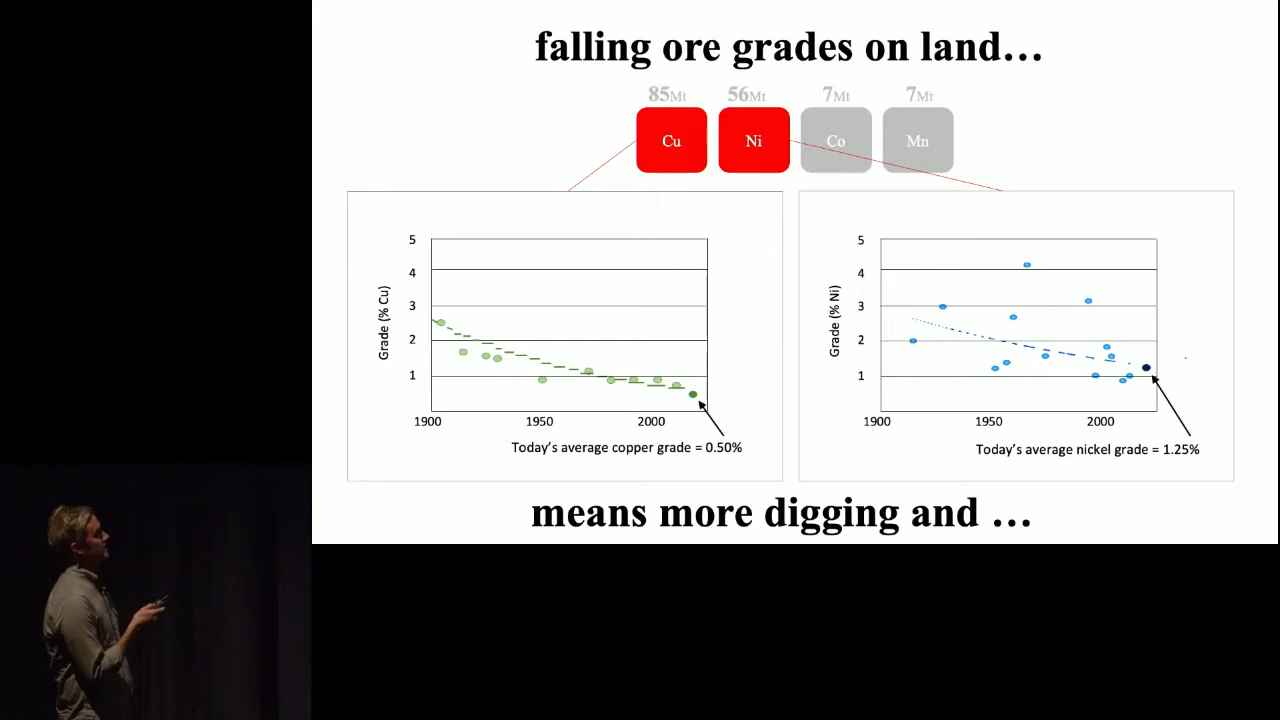 falling ore grades on land…
85Mt 56Mt 7Mt 7Mt
Cu Ni Co Mn
5
4
3
2
1
Grade (% Cu)
1900 1950 2000
Today’s average copper grade = 0.50%
5
4
3
2
1
Grade (% Ni)
1900 1950 2000
Today’s average nickel grade = 1.25%
means more digging and …